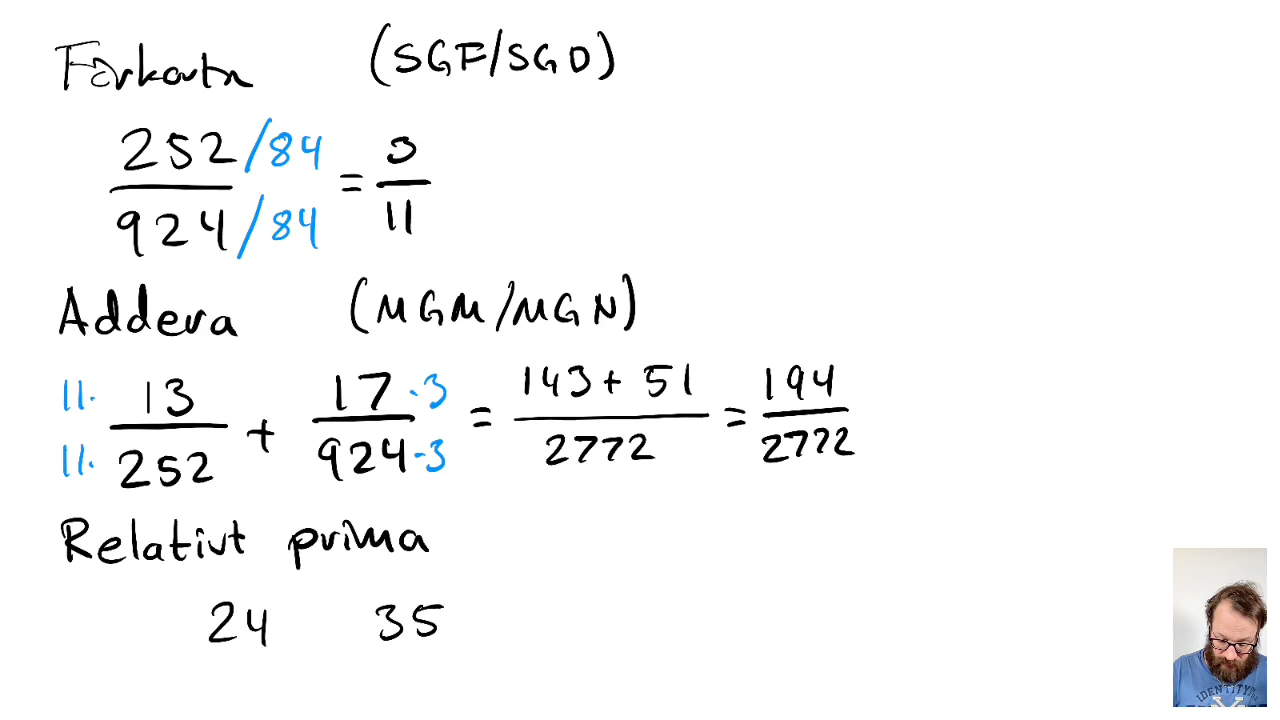 Förkorta (SGF/SGD)
252/84 = 3
924/84 11
Addera (MGM/MGN)
11· 13 + 17 ·3 = 143 + 51 = 194
11· 252 924 ·3 2772 2772
Relativt prima
24 35
IDENTITY